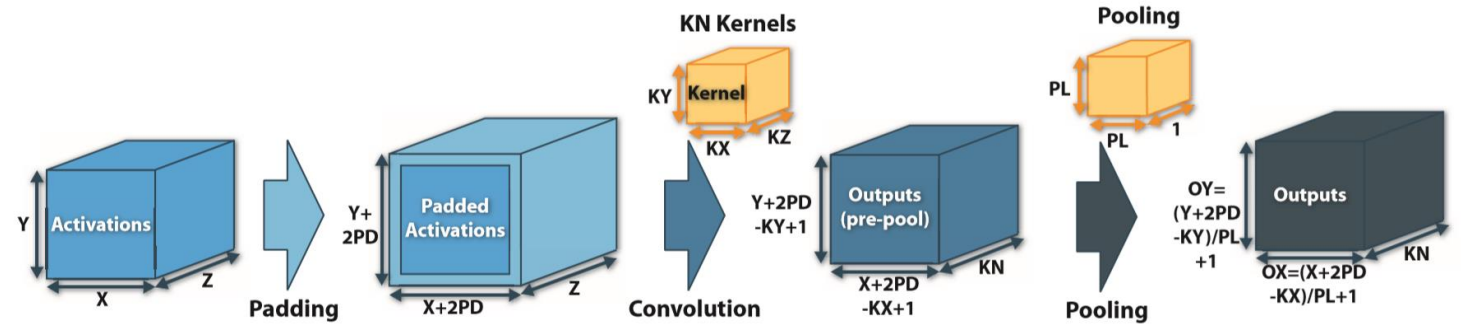 Y
Activations
X
Z
Padding
Y+
2PD
Padded
Activations
X+2PD
Z
KN Kernels
KY
Kernel
KX
KZ
Convolution
Y+2PD
-KY+1
Outputs
(pre-pool)
X+2PD
-KX+1
KN
Pooling
PL
PL
1
Pooling
OY=
(Y+2PD
-KY)/PL
+1
Outputs
OX=(X+2PD
-KX)/PL+1
KN